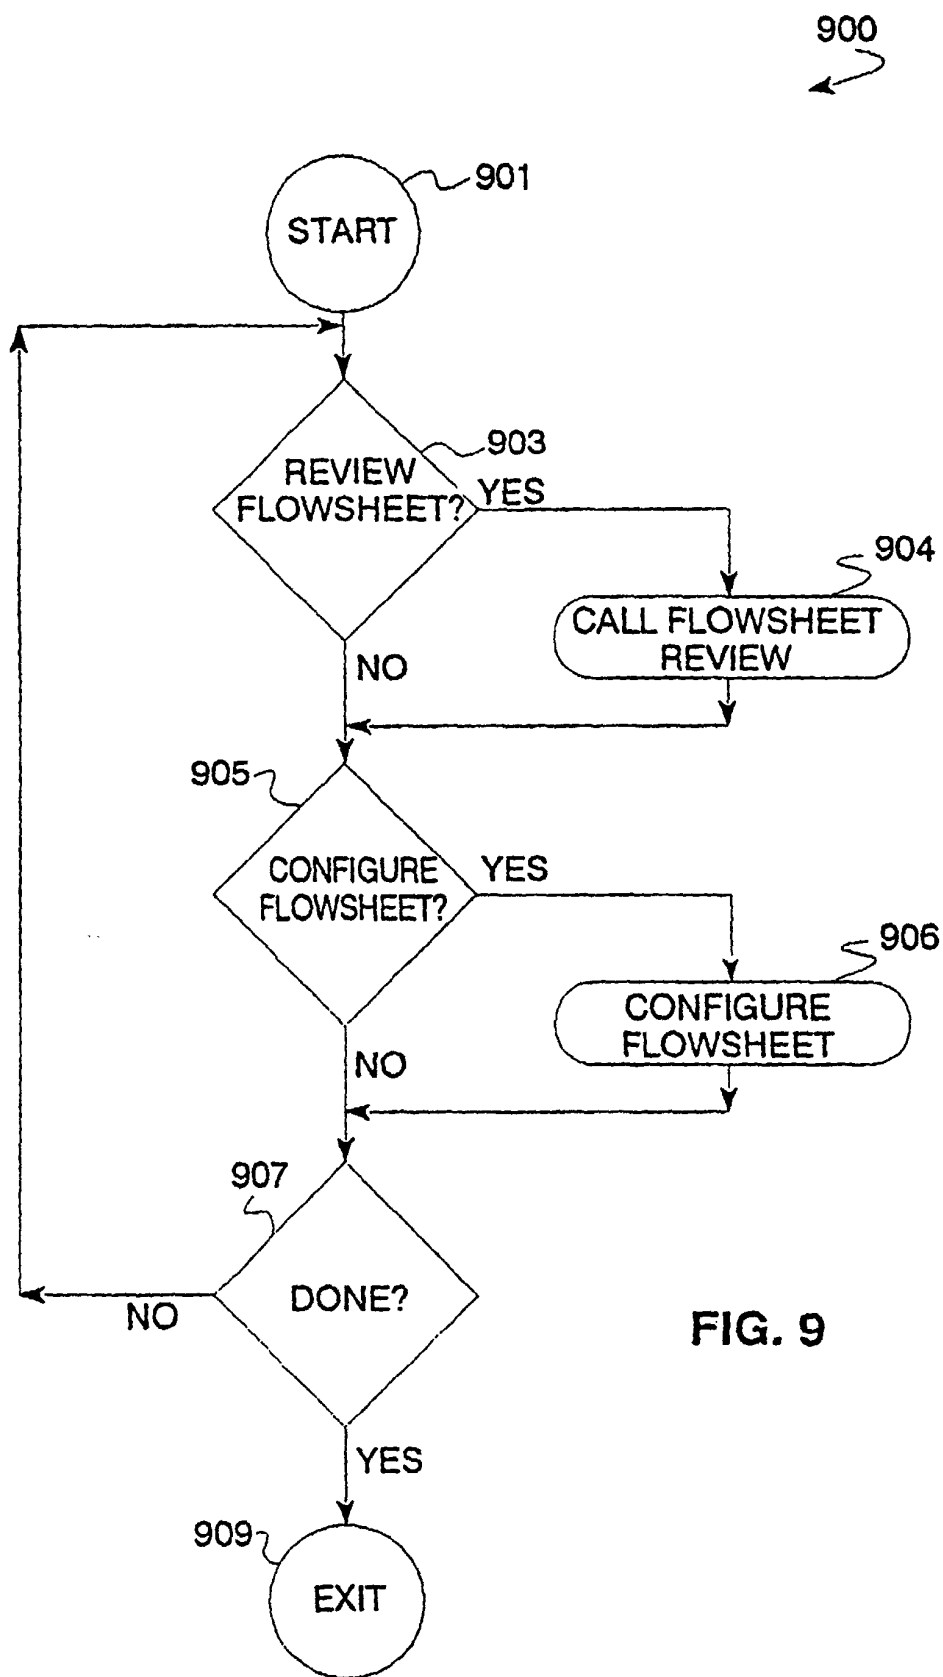 900
901
START
903
REVIEW
FLOWSHEET?
YES
904
CALL FLOWSHEET
REVIEW
NO
905
CONFIGURE
FLOWSHEET?
YES
906
CONFIGURE
FLOWSHEET
NO
907
DONE?
NO
FIG. 9
YES
909
EXIT